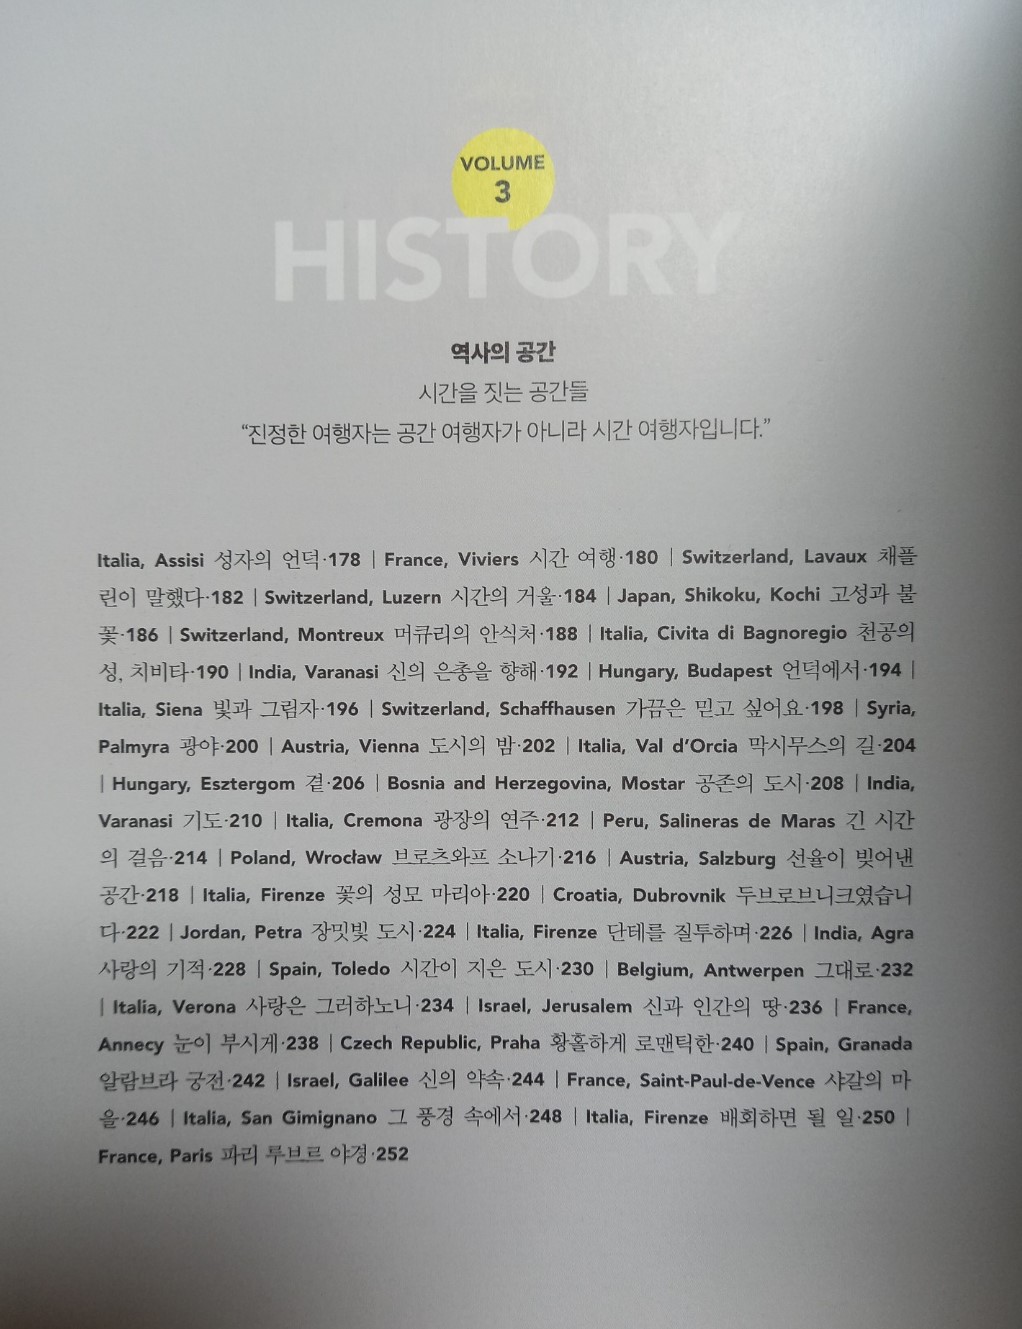 VOLUME
3
HISTORY
역사의 공간
시간을 짓는 공간들
“진정한 여행자는 공간 여행자가 아니라 시간 여행자입니다.”
Italia, Assisi 성자의 언덕·178 | France, Viviers 시간 여행·180 | Switzerland, Lavaux 채플
린이 말했다·182 | Switzerland, Luzern 시간의 거울·184 | Japan, Shikoku, Kochi 고성과 불
꽃·186 | Switzerland, Montreux 머큐리의 안식처·188 | Italia, Civita di Bagnoregio 천공의
성, 치비타·190 | India, Varanasi 신의 은총을 향해·192 | Hungary, Budapest 언덕에서·194 |
Italia, Siena 빛과 그림자·196 | Switzerland, Schaffhausen 가끔은 믿고 싶어요·198 | Syria,
Palmyra 광야·200 | Austria, Vienna 도시의 밤·202 | Italia, Val d’Orcia 막시무스의 길·204
| Hungary, Esztergom 곁·206 | Bosnia and Herzegovina, Mostar 공존의 도시·208 | India,
Varanasi 기도·210 | Italia, Cremona 광장의 연주·212 | Peru, Salineras de Maras 긴 시간
의 걸음·214 | Poland, Wrocław 브로츠와프 소나기·216 | Austria, Salzburg 선율이 빚어낸
공간·218 | Italia, Firenze 꽃의 성모 마리아·220 | Croatia, Dubrovnik 두브로브니크였습니
다·222 | Jordan, Petra 장밋빛 도시·224 | Italia, Firenze 단테를 질투하며·226 | India, Agra
사랑의 기적·228 | Spain, Toledo 시간이 지은 도시·230 | Belgium, Antwerpen 그대로·232
| Italia, Verona 사랑은 그러하노니·234 | Israel, Jerusalem 신과 인간의 땅·236 | France,
Annecy 눈이 부시게·238 | Czech Republic, Praha 황홀하게 로맨틱한·240 | Spain, Granada
알람브라 궁전·242 | Israel, Galilee 신의 약속·244 | France, Saint-Paul-de-Vence 샤갈의 마
을·246 | Italia, San Gimignano 그 풍경 속에서·248 | Italia, Firenze 배회하면 될 일·250 |
France, Paris 파리 루브르 야경·252